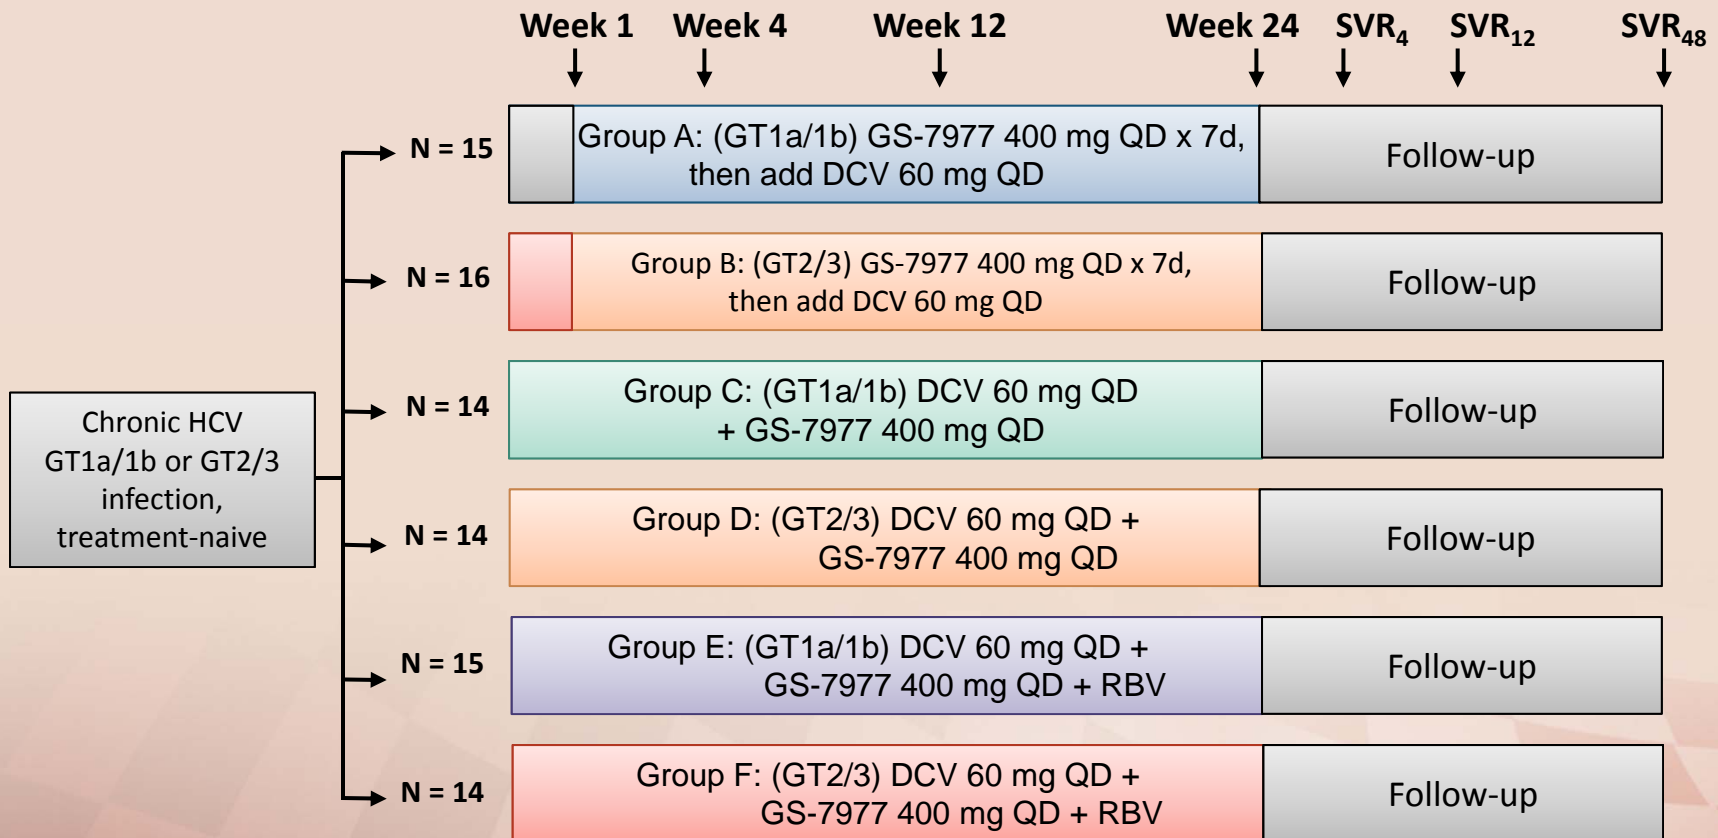 Week 1 Week 4 Week 12 Week 24 SVR4 SVR12 SVR48
N = 15
Group A: (GT1a/1b) GS-7977 400 mg QD x 7d,
then add DCV 60 mg QD
Follow-up
N = 16
Group B: (GT2/3) GS-7977 400 mg QD x 7d,
then add DCV 60 mg QD
Follow-up
Chronic HCV
GT1a/1b or GT2/3
infection,
treatment-naive
N = 14
Group C: (GT1a/1b) DCV 60 mg QD
+ GS-7977 400 mg QD
Follow-up
N = 14
Group D: (GT2/3) DCV 60 mg QD +
GS-7977 400 mg QD
Follow-up
N = 15
Group E: (GT1a/1b) DCV 60 mg QD +
GS-7977 400 mg QD + RBV
Follow-up
N = 14
Group F: (GT2/3) DCV 60 mg QD +
GS-7977 400 mg QD + RBV
Follow-up